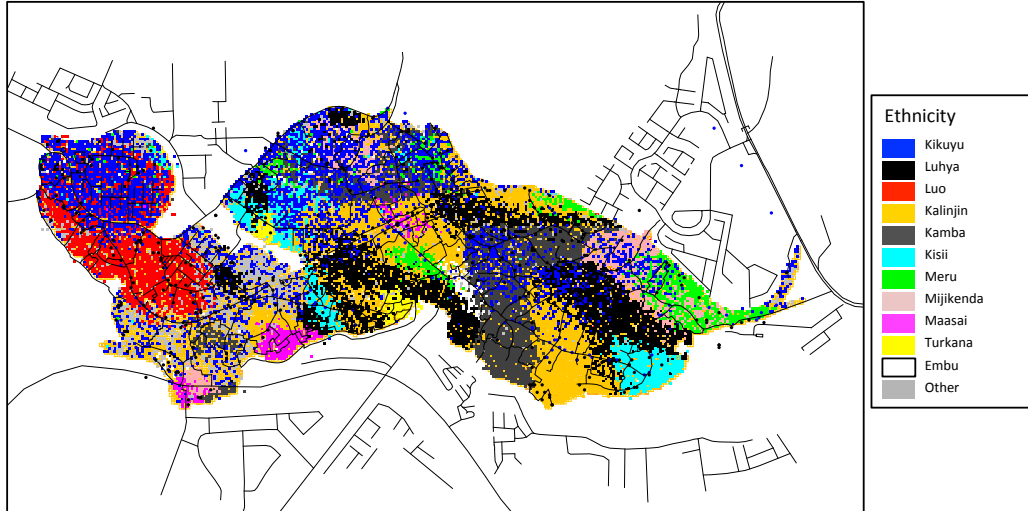 Ethnicity
Kikuyu
Luhya
Luo
Kalinjin
Kamba
Kisii
Meru
Mijikenda
Maasai
Turkana
Embu
Other